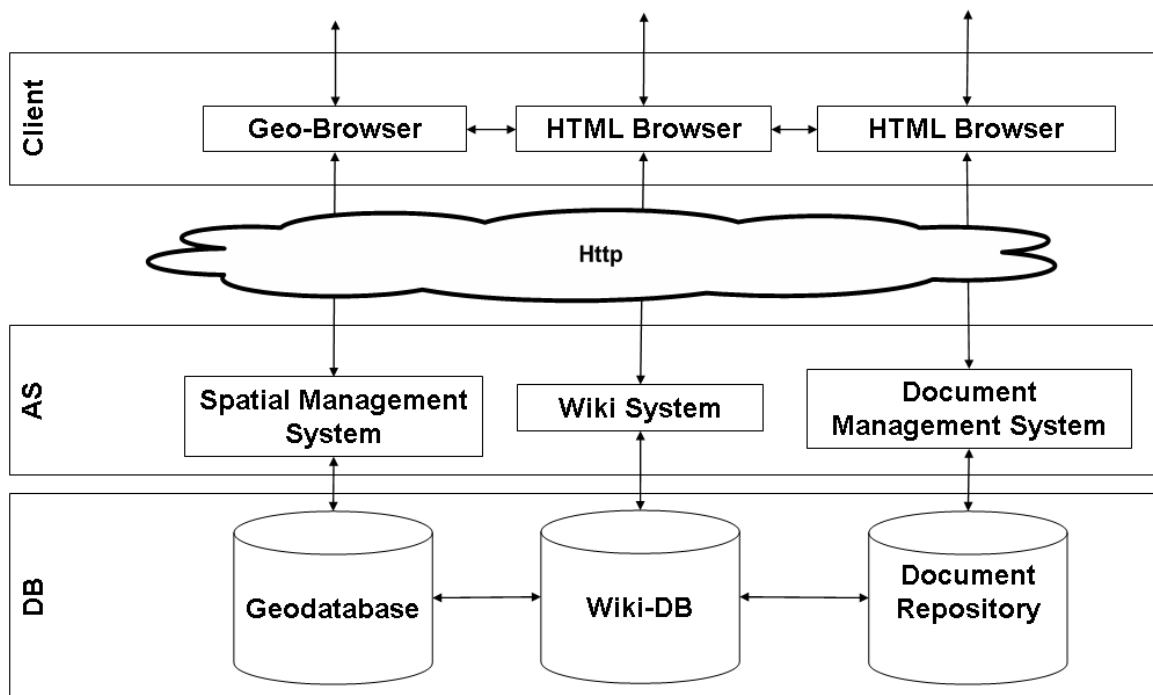 Client
Geo-Browser
HTML Browser
HTML Browser
Http
AS
Spatial Management
System
Wiki System
Document
Management System
DB
Geodatabase
Wiki-DB
Document
Repository